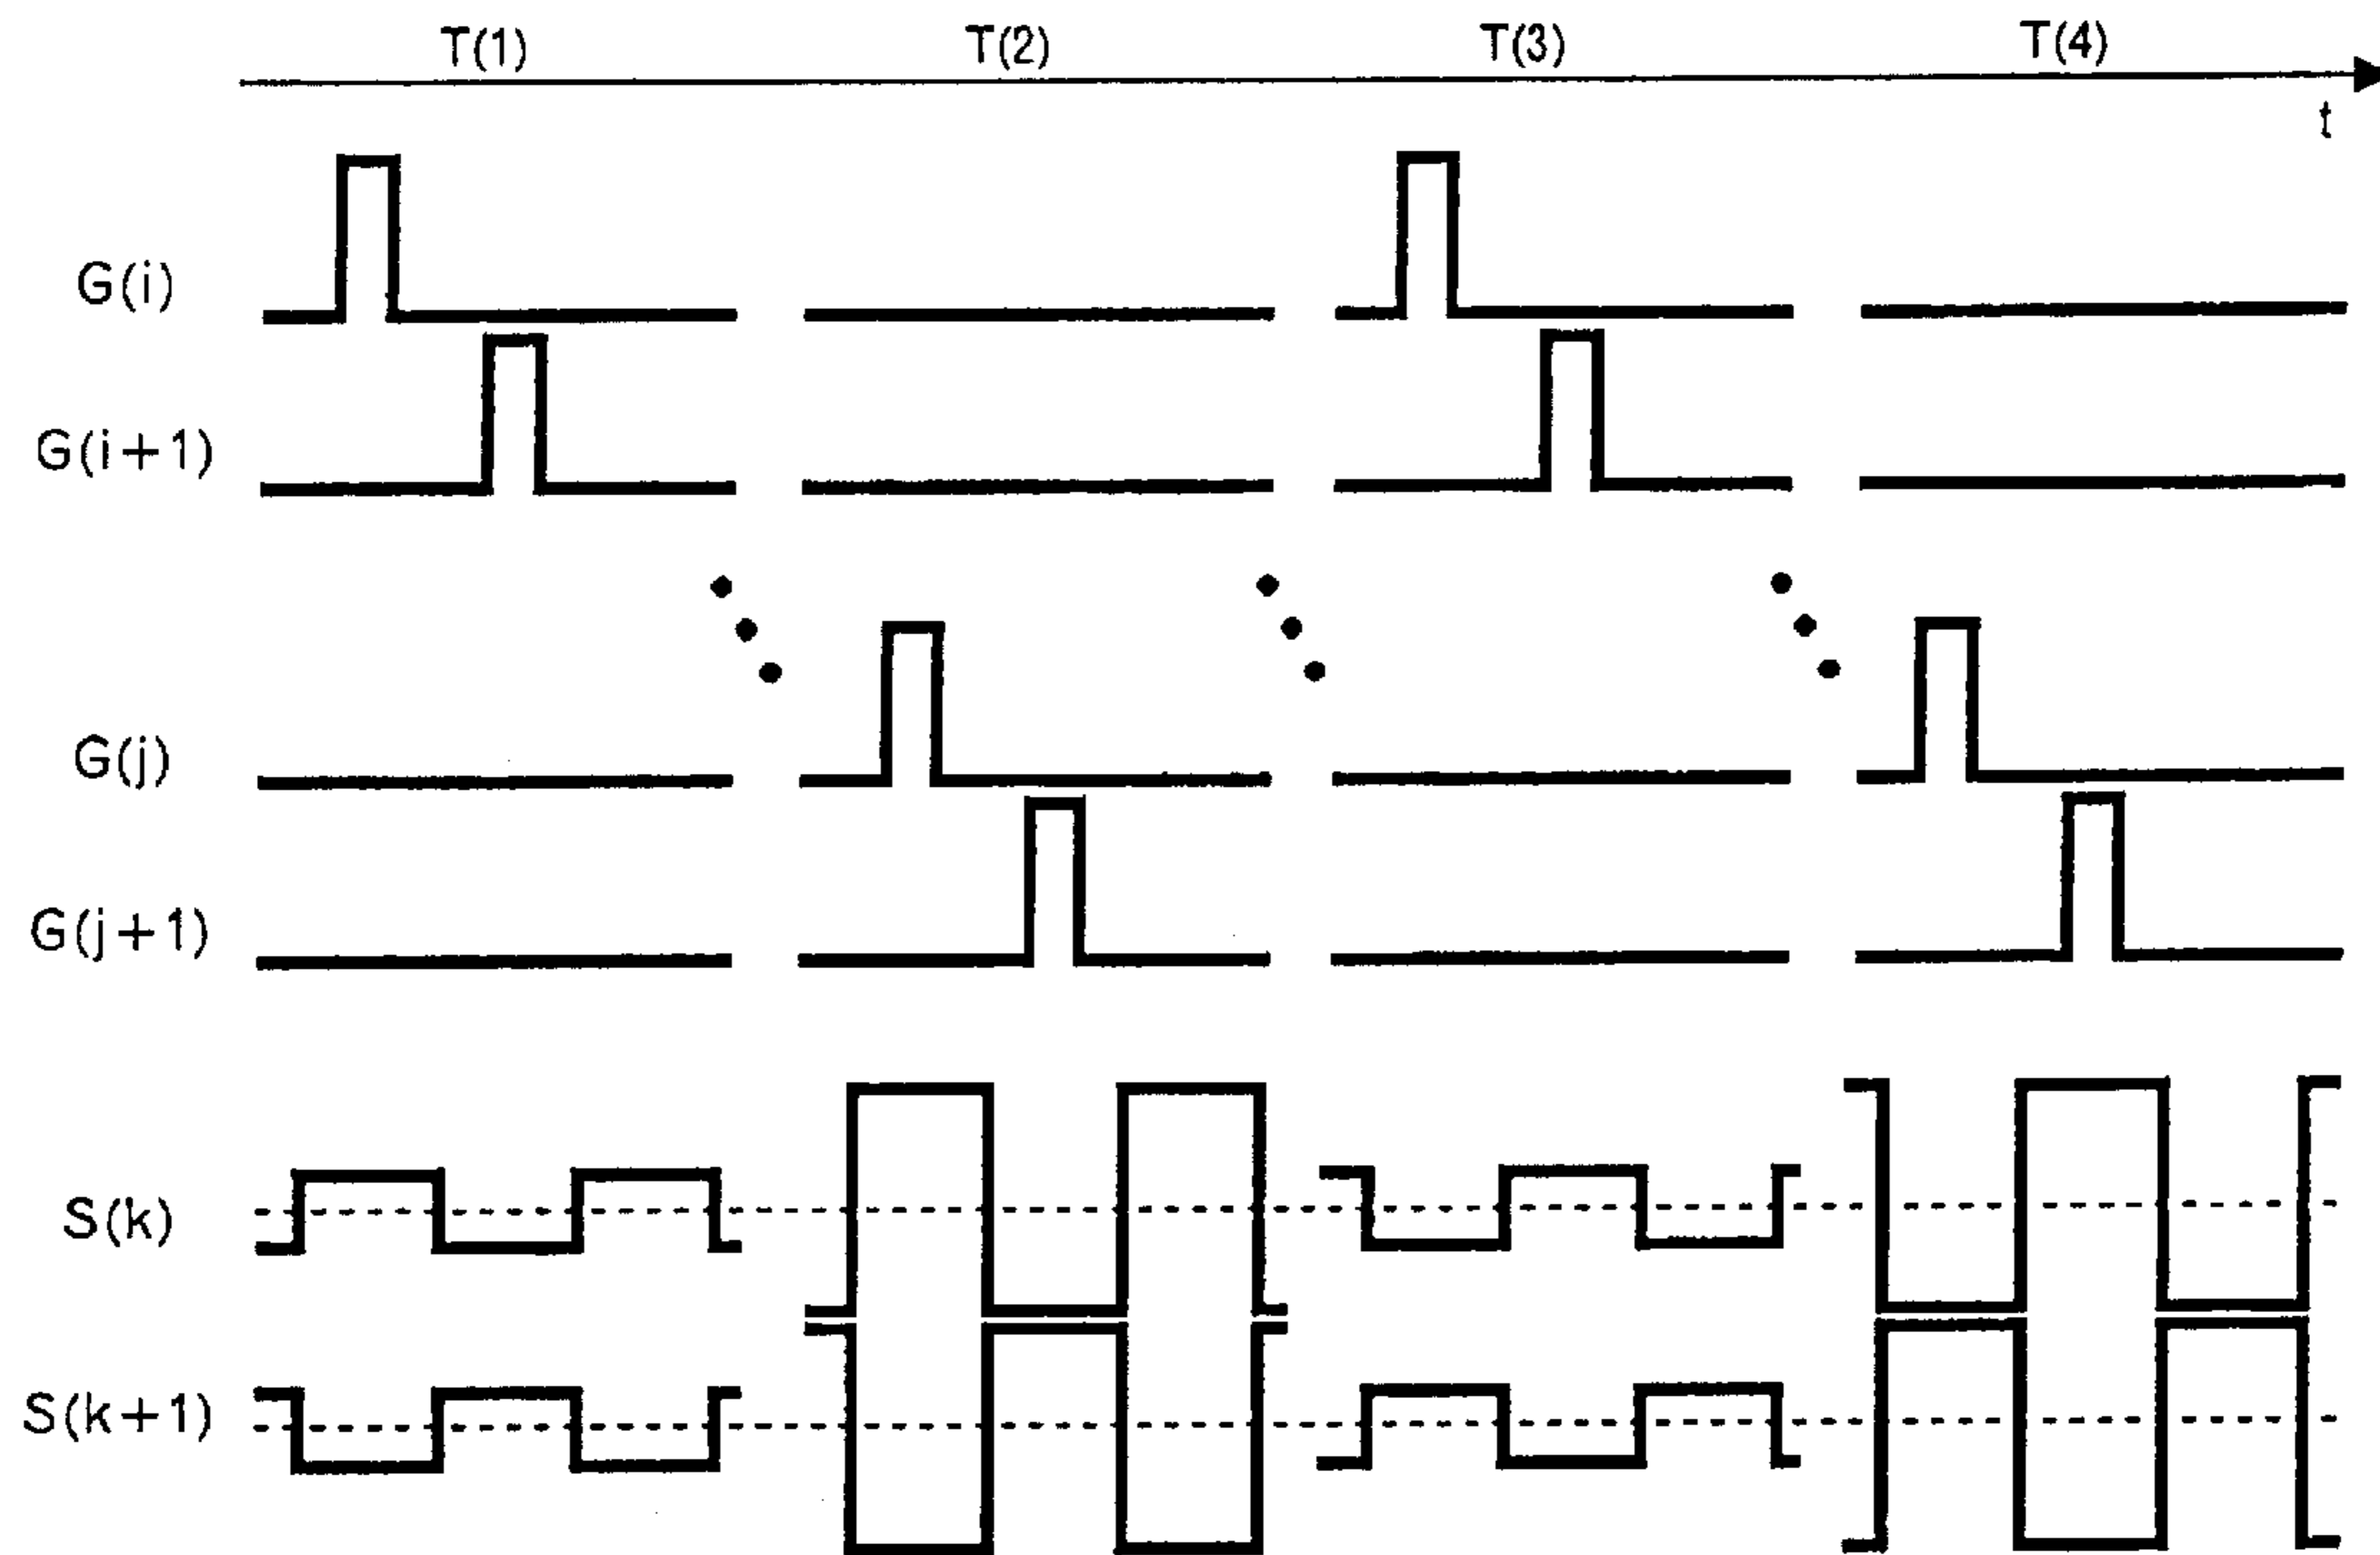 T(1) T(2) T(3) T(4)
t
G(i)
G(i+1)
G(j)
G(j+1)
S(k)
S(k+1)